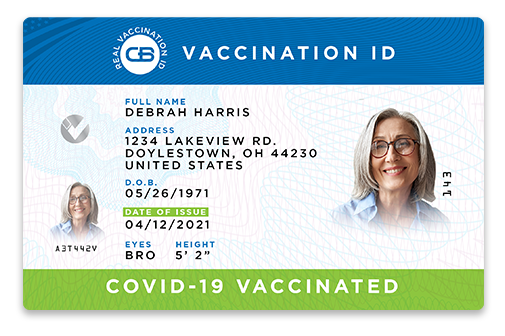 REAL VACCINATION ID
CB
VACCINATION ID
FULL NAME
DEBRAH HARRIS
ADDRESS
1234 LAKEVIEW RD.
DOYLESTOWN, OH 44230
UNITED STATES
D.O.B.
05/26/1971
DATE OF ISSUE
04/12/2021
EYES HEIGHT
BRO 5' 2"
A3T442V
143
COVID-19 VACCINATED